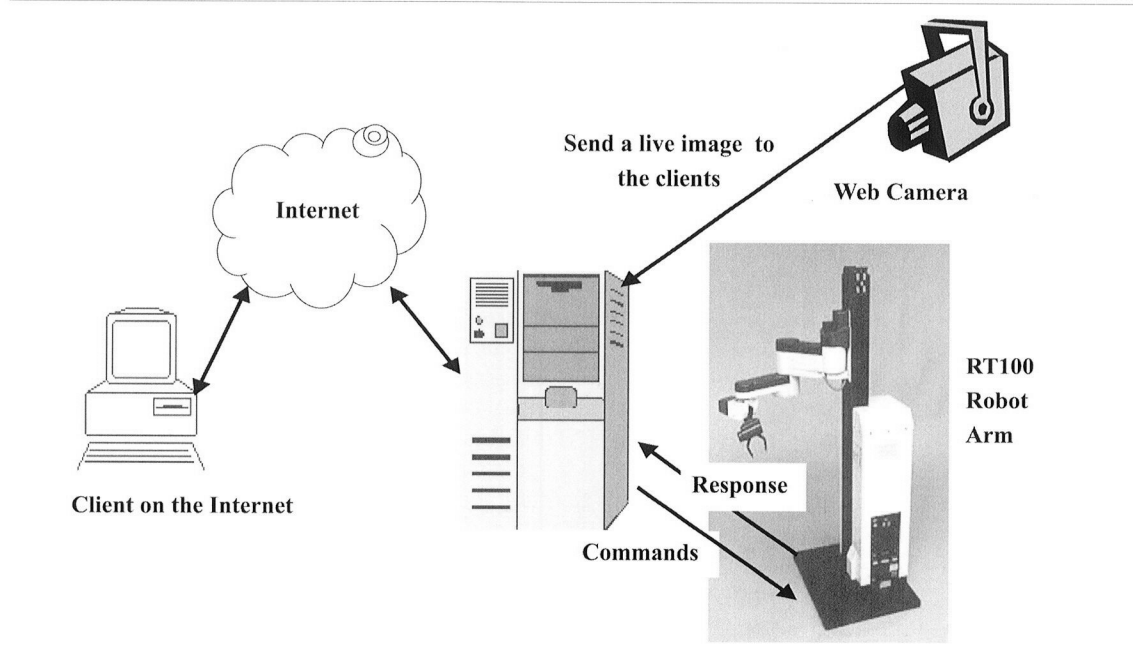 Send a live image to
the clients
Web Camera
Internet
RT100
Robot
Arm
Client on the Internet
Response
Commands